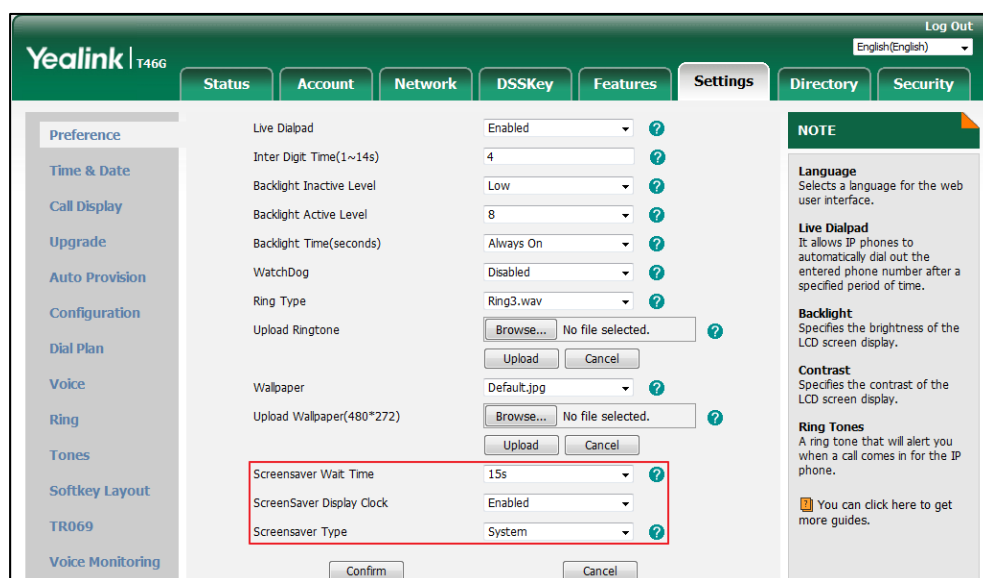 Log Out
English(English)
Yealink T46G
Status Account Network DSSKey Features Settings Directory Security
Preference
Time & Date
Call Display
Upgrade
Auto Provision
Configuration
Dial Plan
Voice
Ring
Tones
Softkey Layout
TR069
Voice Monitoring
Live Dialpad Enabled ?
Inter Digit Time(1~14s) 4 ?
Backlight Inactive Level Low ?
Backlight Active Level 8 ?
Backlight Time(seconds) Always On ?
WatchDog Disabled ?
Ring Type Ring3.wav ?
Upload Ringtone Browse... No file selected. ?
Upload Cancel
Wallpaper Default.jpg ?
Upload Wallpaper(480*272) Browse... No file selected. ?
Upload Cancel
Screensaver Wait Time 15s ?
ScreenSaver Display Clock Enabled
Screensaver Type System ?
Confirm Cancel
NOTE
Language
Selects a language for the web
user interface.
Live Dialpad
It allows IP phones to
automatically dial out the
entered phone number after a
specified period of time.
Backlight
Specifies the brightness of the
LCD screen display.
Contrast
Specifies the contrast of the
LCD screen display.
Ring Tones
A ring tone that will alert you
when a call comes in for the IP
phone.
? You can click here to get
more guides.